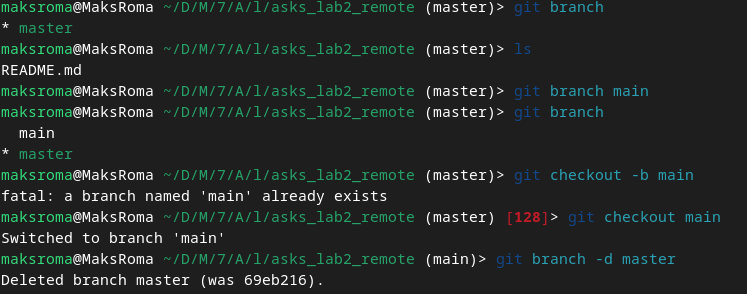 maksroma@MaksRoma ~/D/M/7/A/l/asks_lab2_remote (master)> git branch
* master
maksroma@MaksRoma ~/D/M/7/A/l/asks_lab2_remote (master)> ls
README.md
maksroma@MaksRoma ~/D/M/7/A/l/asks_lab2_remote (master)> git branch main
maksroma@MaksRoma ~/D/M/7/A/l/asks_lab2_remote (master)> git branch
  main
* master
maksroma@MaksRoma ~/D/M/7/A/l/asks_lab2_remote (master)> git checkout -b main
fatal: a branch named 'main' already exists
maksroma@MaksRoma ~/D/M/7/A/l/asks_lab2_remote (master) [128]> git checkout main
Switched to branch 'main'
maksroma@MaksRoma ~/D/M/7/A/l/asks_lab2_remote (main)> git branch -d master
Deleted branch master (was 69eb216).